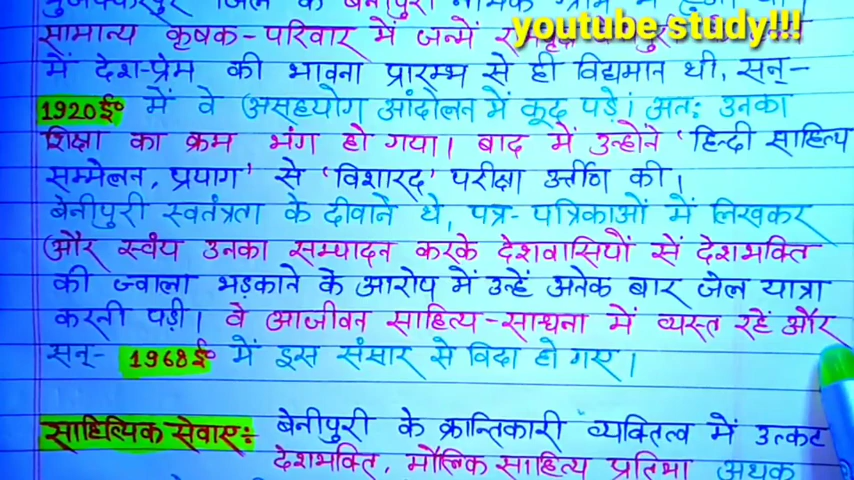 मुजफ्फरपुर जिले के बेनीपुरी नामक ग्राम में हुआ था।
youtube study!!!
सामान्य कृषक-परिवार में जन्में
में देश-प्रेम की भावना प्रारम्भ से ही विद्यमान थी, सन्-
1920ई० में वे असहयोग आंदोलन में कूद पड़े। अतः उनका
शिक्षा का क्रम भंग हो गया। बाद में उन्होंने 'हिन्दी साहित्य
सम्मेलन, प्रयाग' से 'विशारद' परीक्षा उर्त्तीण की।
बेनीपुरी स्वतंत्रता के दीवाने थे, पत्र-पत्रिकाओं में लिखकर
और स्वंय उनका सम्पादन करके देशवासियों सें देशभक्ति
की ज्वाला भड़काने के आरोप में उन्हें अनेक बार जेल यात्रा
करनी पड़ी। वे आजीवन साहित्य-साधना में व्यस्त रहें और
सन्- 1968ई० में इस संसार से विदा हो गए।
साहित्यिक सेवाएः बेनीपुरी के क्रान्तिकारी व्यक्तित्व में उत्कट
देशभक्ति, मौलिक साहित्य प्रतिभा अथक